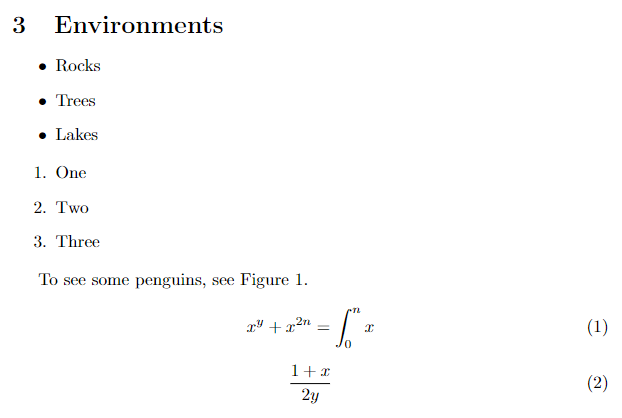 3 Environments
• Rocks
• Trees
• Lakes
1. One
2. Two
3. Three
To see some penguins, see Figure 1.
x^y + x^{2n} = \int_0^n x (1)
\frac{1 + x}{2y} (2)